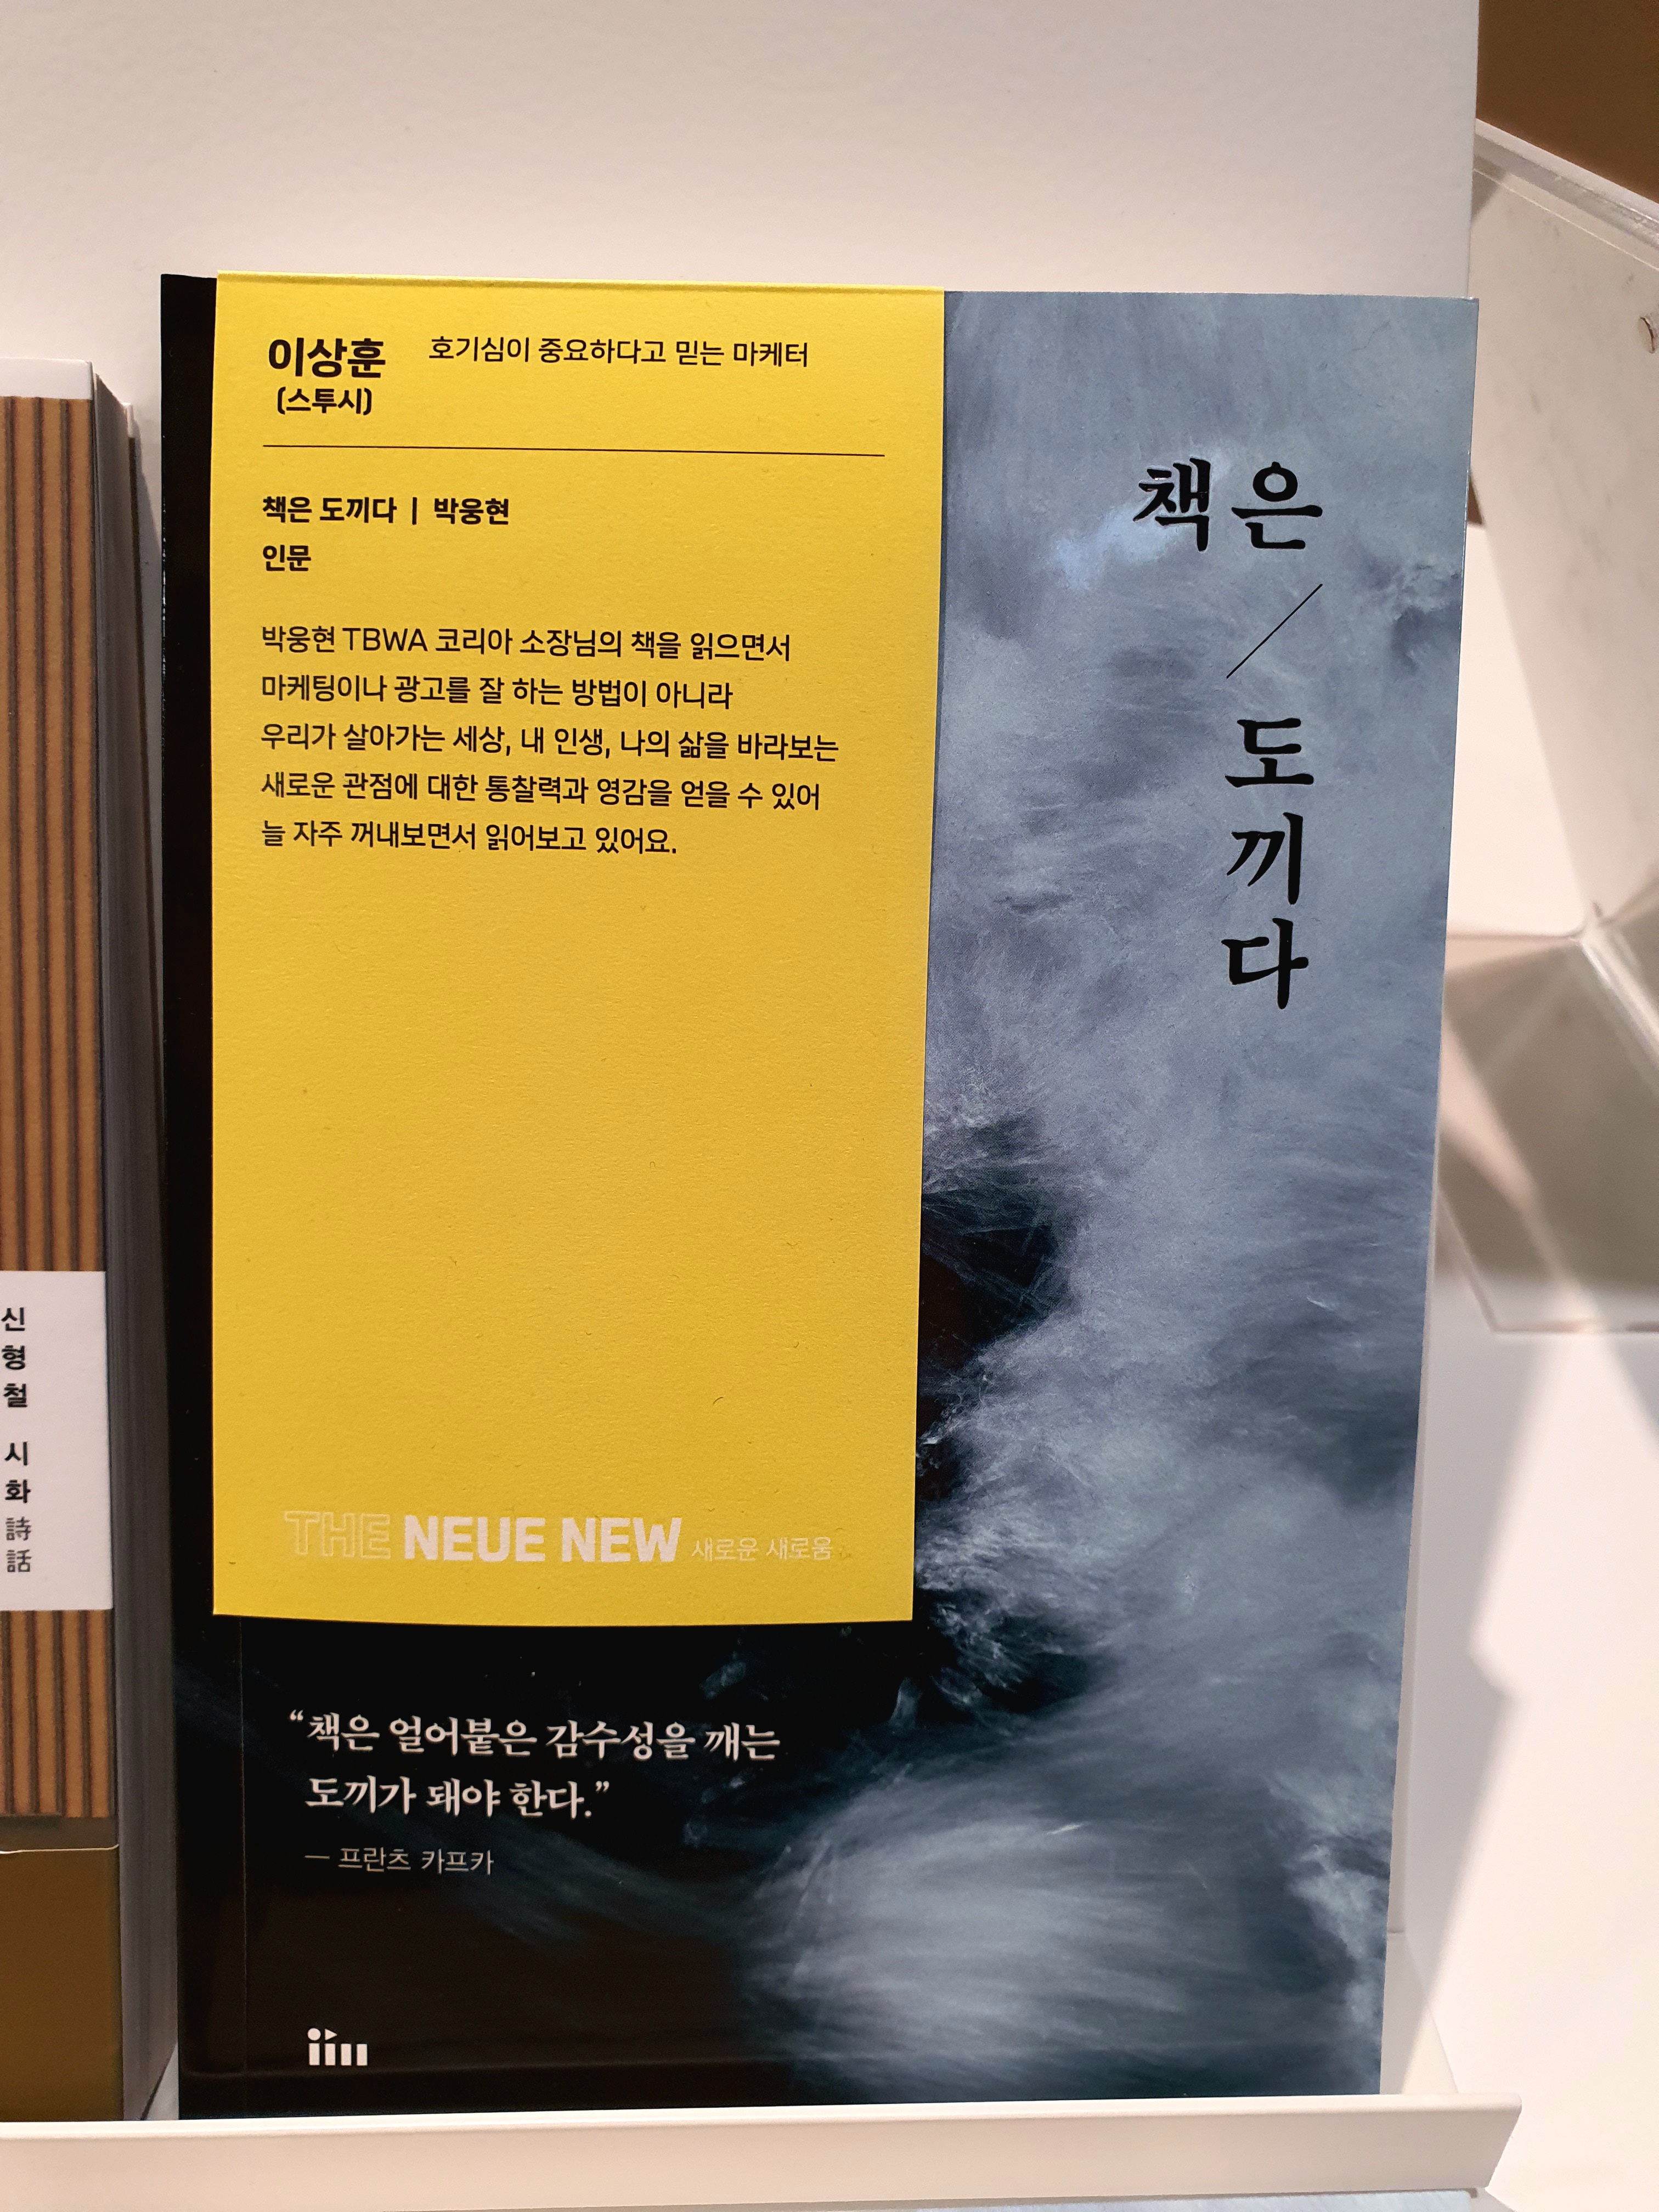 이상훈
(스투시)
호기심이 중요하다고 믿는 마케터
책은 도끼다 | 박웅현
인문
박웅현 TBWA 코리아 소장님의 책을 읽으면서
마케팅이나 광고를 잘 하는 방법이 아니라
우리가 살아가는 세상, 내 인생, 나의 삶을 바라보는
새로운 관점에 대한 통찰력과 영감을 얻을 수 있어
늘 자주 꺼내보면서 읽어보고 있어요.
THE NEUE NEW 새로운 새로움
책은
/
도
끼
다
“책은 얼어붙은 감수성을 깨는
도끼가 돼야 한다.”
— 프란츠 카프카
신형철 시화 詩話